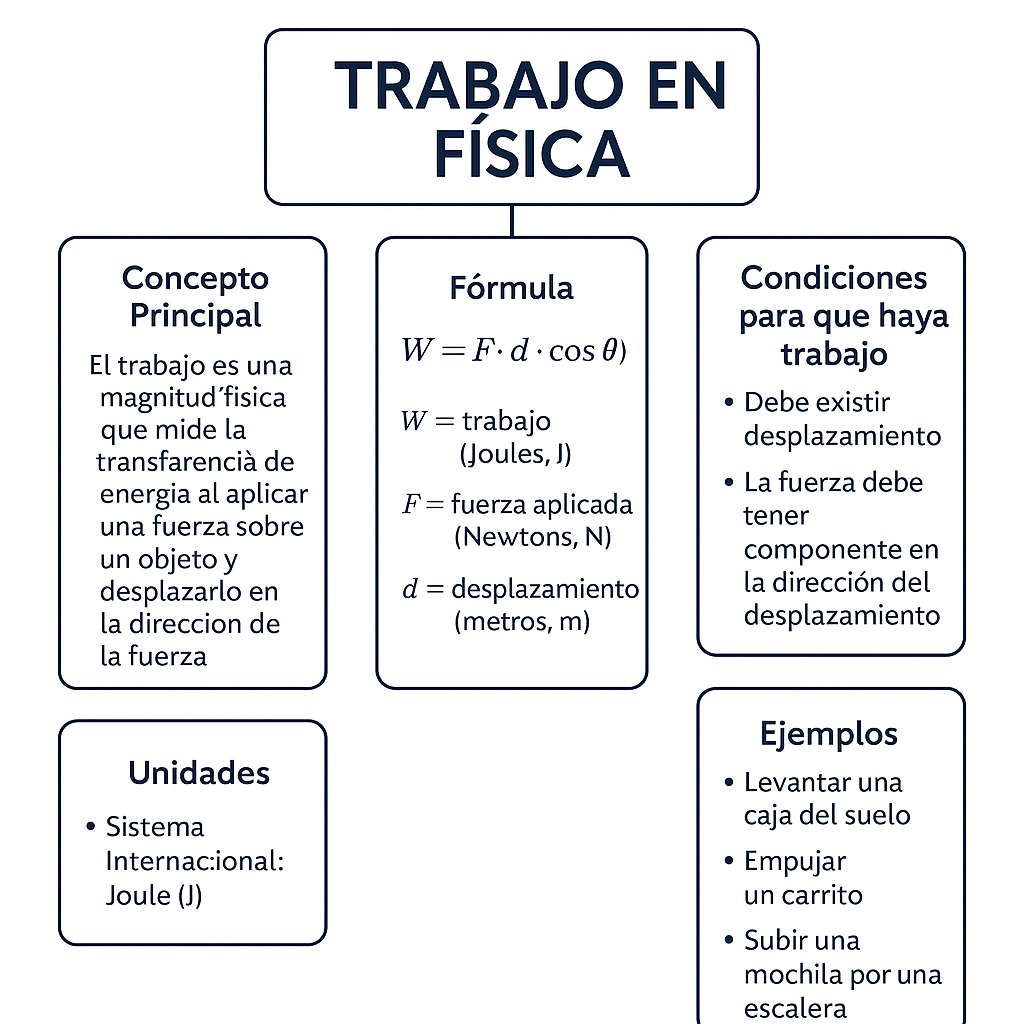 TRABAJO EN
FÍSICA
Concepto
Principal
El trabajo es una
magnitud´fisica
que mide la
transfarencià de
energia al aplicar
una fuerza sobre
un objeto y
desplazarlo en
la direccion de
la fuerza
Fórmula
W = F · d · cos θ)
W = trabajo
(Joules, J)
F = fuerza aplicada
(Newtons, N)
d = desplazamiento
(metros, m)
Condiciones
para que haya
trabajo
• Debe existir
desplazamiento
• La fuerza debe
tener
componente en
la dirección del
desplazamiento
Unidades
• Sistema
Internac:ional:
Joule (J)
Ejemplos
• Levantar una
caja del suelo
• Empujar
un carrito
• Subir una
mochila por una
escalera